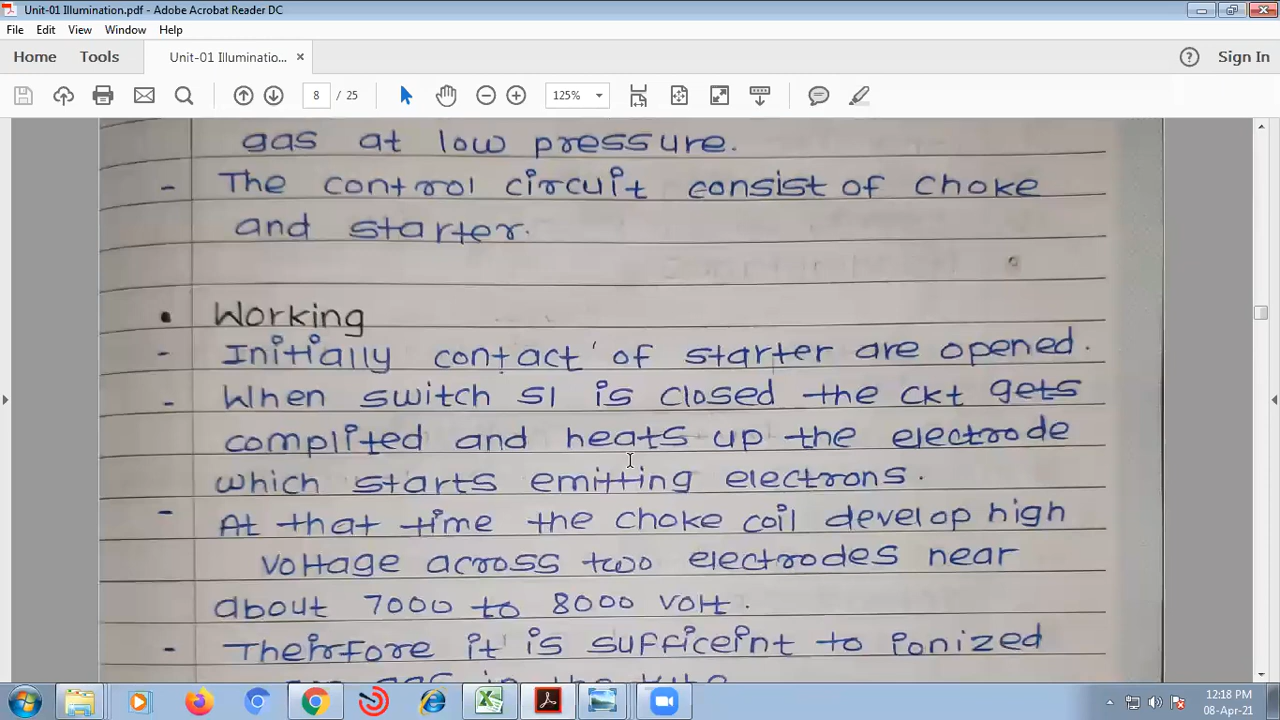 Unit-01 Illumination.pdf - Adobe Acrobat Reader DC
File Edit View Window Help
Home Tools Unit-01 Illuminatio... × ? Sign In
8 / 25 125%
gas at low pressure.
- The control circuit consist of choke
and starter.
• Working
- Initially contact of starter are opened.
- When switch S1 is closed the ckt gets
complited and heats up the electrode
which starts emitting electrons.
- At that time the choke coil develop high
voltage across two electrodes near
about 7000 to 8000 volt.
- Theirfore it is sufficeint to ionized
12:18 PM
08-Apr-21